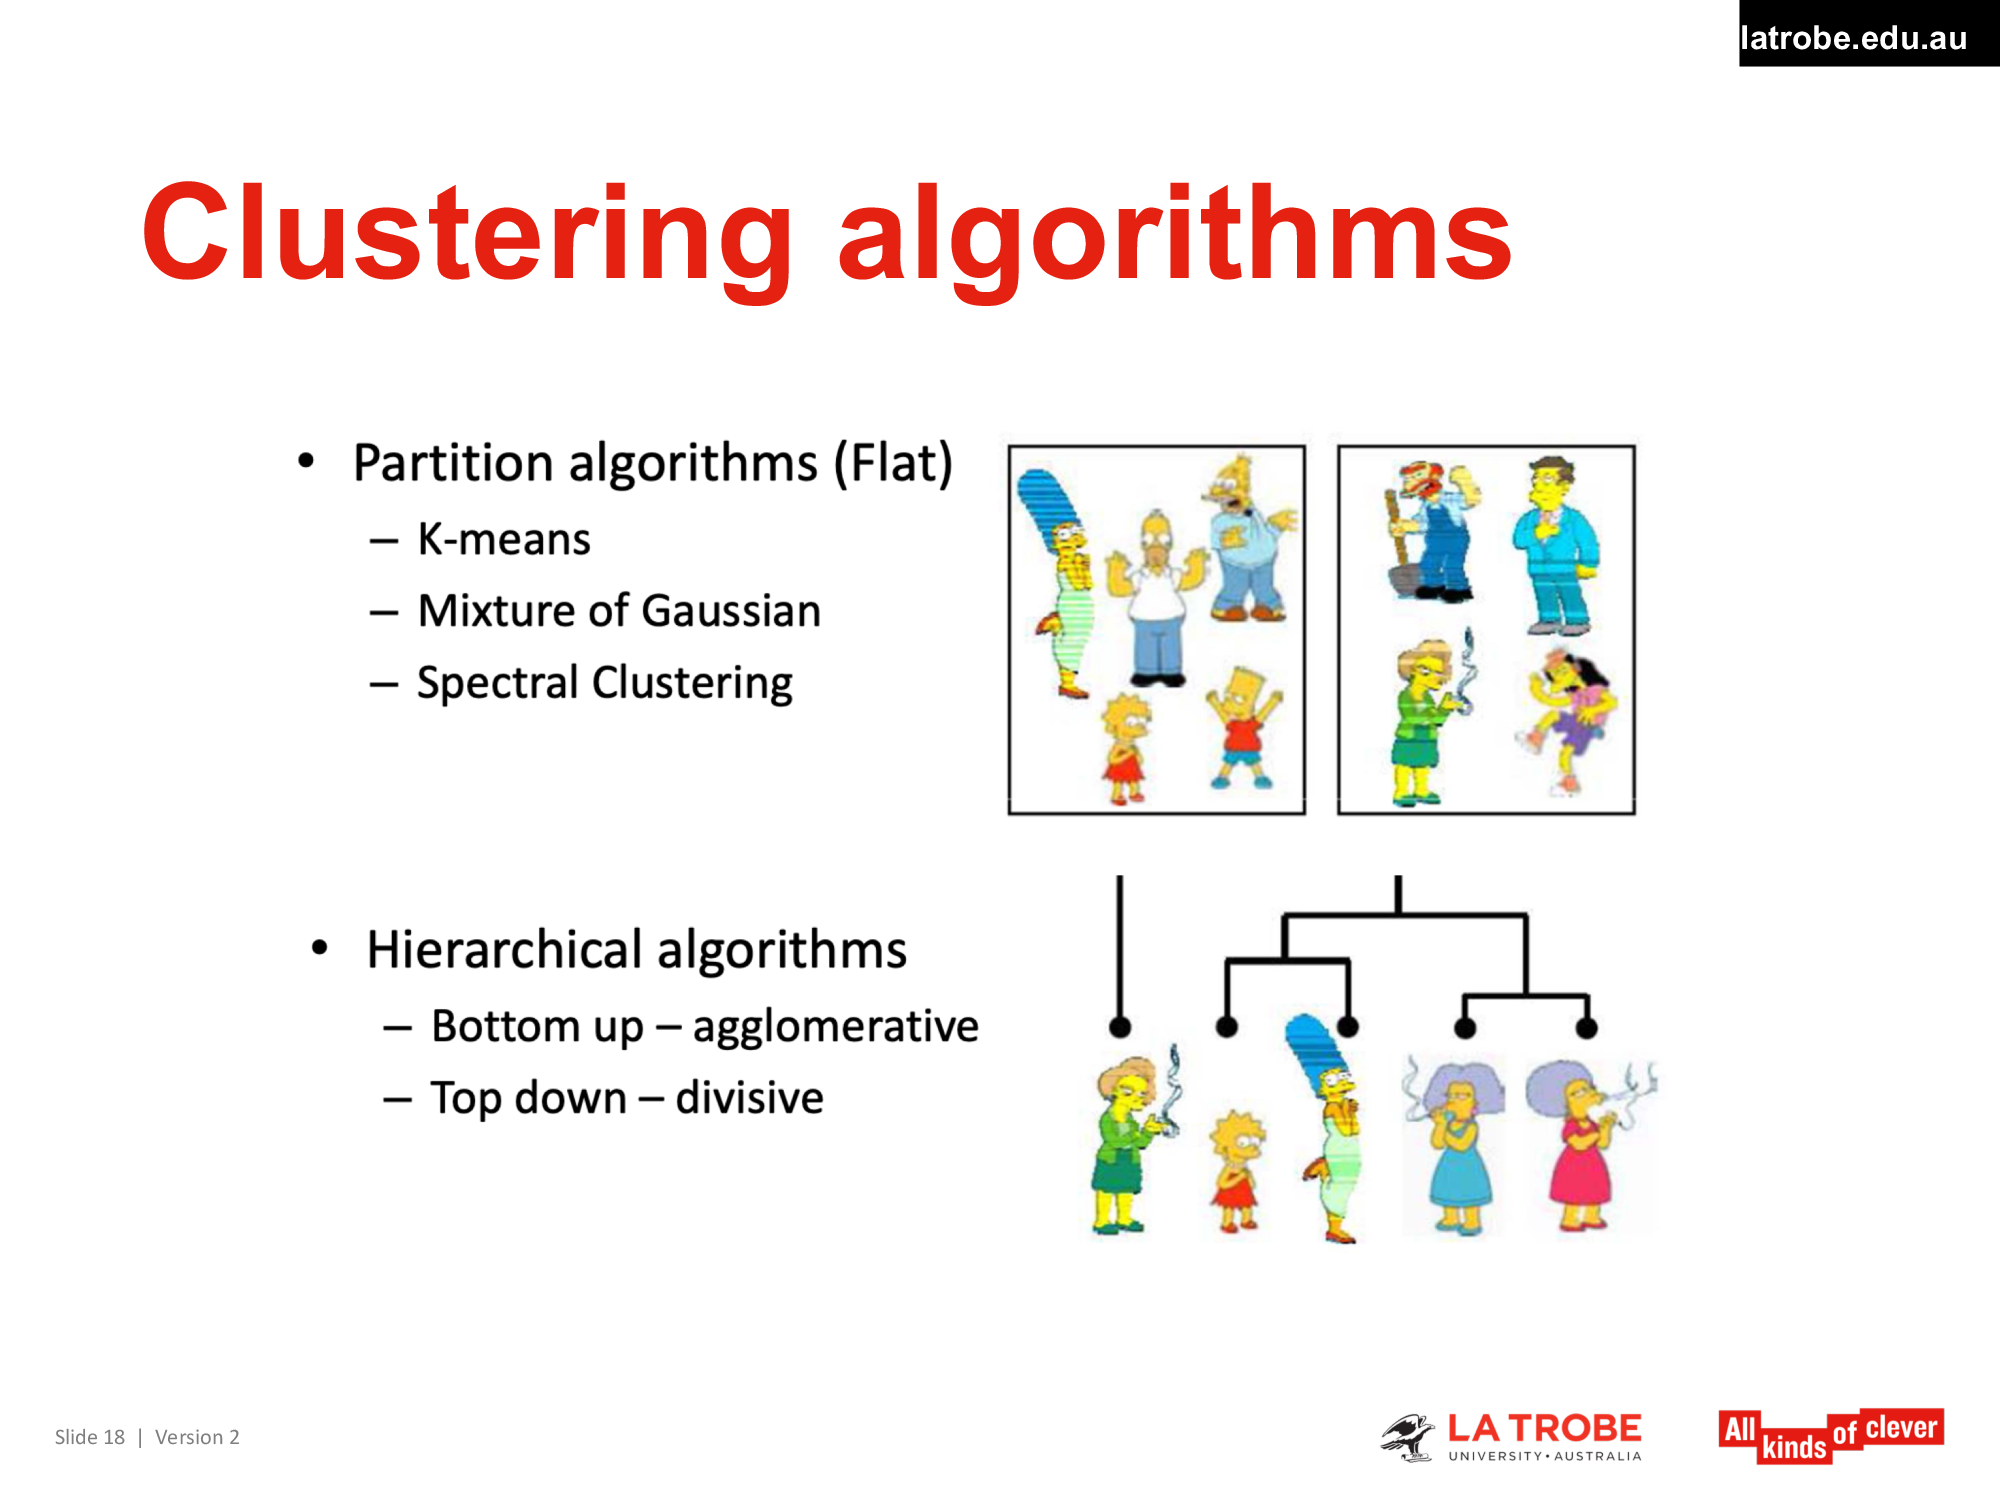 latrobe.edu.au
Clustering algorithms
• Partition algorithms (Flat)
– K-means
– Mixture of Gaussian
– Spectral Clustering
• Hierarchical algorithms
– Bottom up – agglomerative
– Top down – divisive
Slide 18 | Version 2
LA TROBE
UNIVERSITY • AUSTRALIA
All kinds of clever